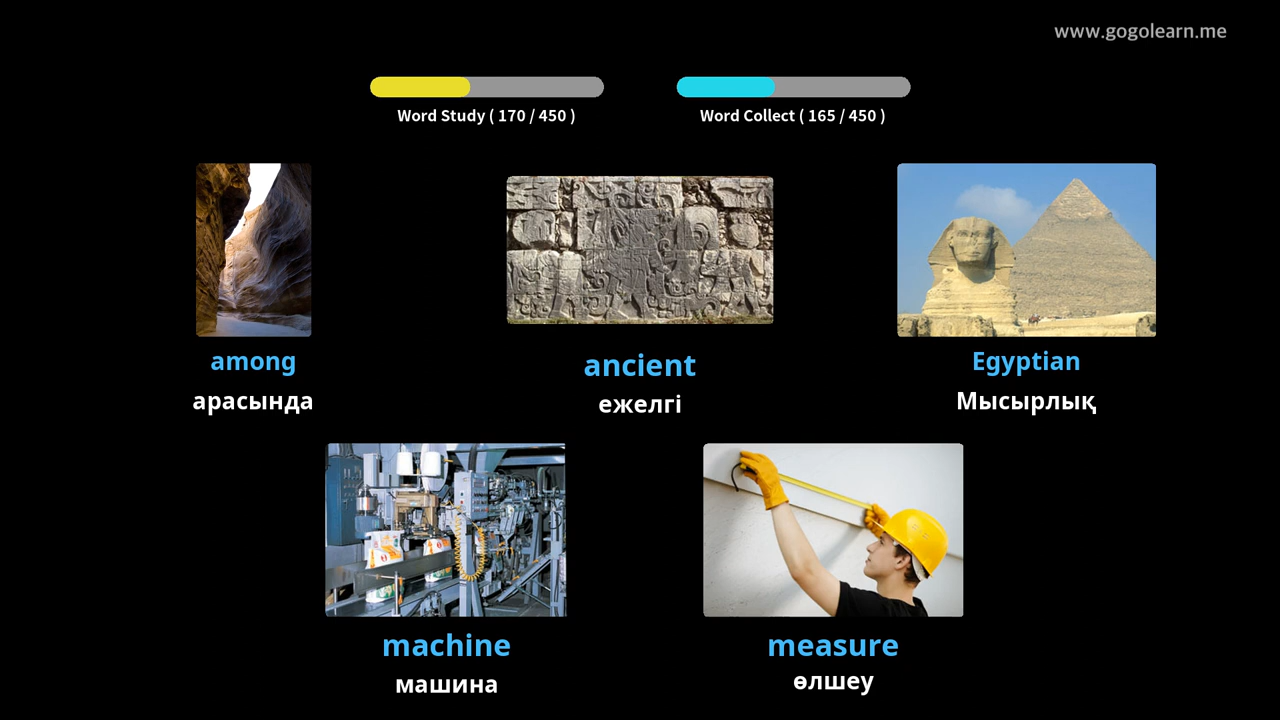 www.gogolearn.me
Word Study ( 170 / 450 )
Word Collect ( 165 / 450 )
among
арасында
ancient
ежелгі
Egyptian
Мысырлық
machine
машина
measure
өлшеу